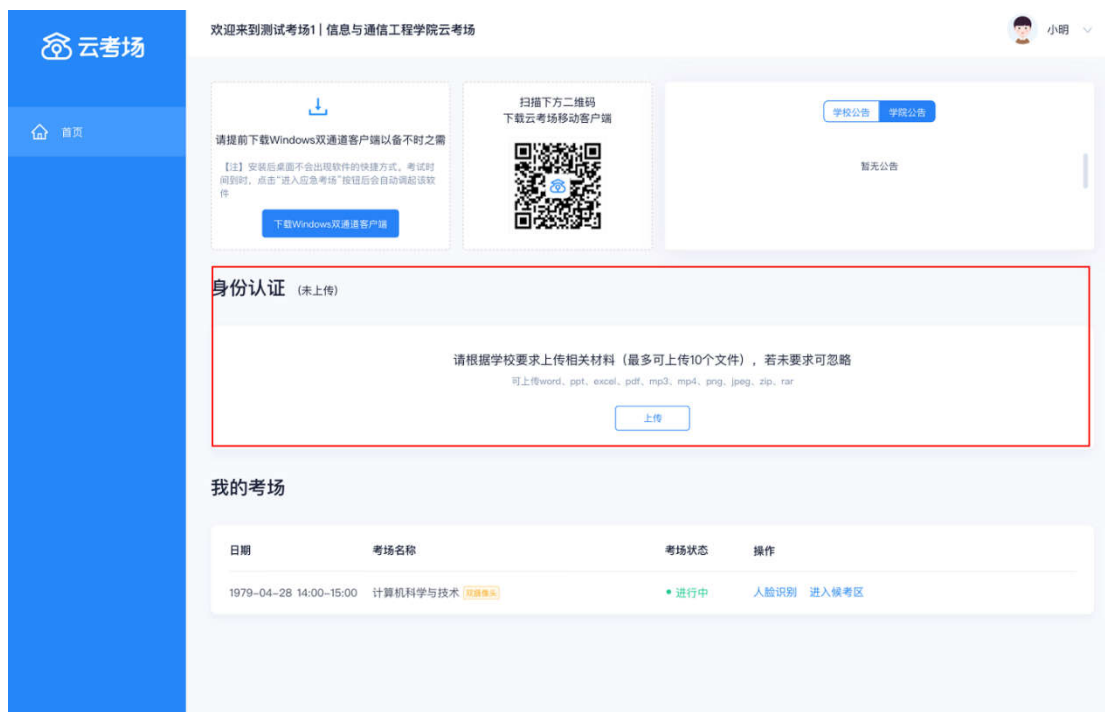 云考场
首页
欢迎来到测试考场1 | 信息与通信工程学院云考场
小明
请提前下载Windows双通道客户端以备不时之需
【注】安装后桌面不会出现软件的快捷方式，考试时
间到时，点击“进入应急考场”按钮后会自动调起该软
件
下载Windows双通道客户端
扫描下方二维码
下载云考场移动客户端
学校公告 学院公告
暂无公告
身份认证 (未上传)
请根据学校要求上传相关材料（最多可上传10个文件），若未要求可忽略
可上传word、ppt、excel、pdf、mp3、mp4、png、jpeg、zip、rar
上传
我的考场
日期 考场名称 考场状态 操作
1979-04-28 14:00-15:00 计算机科学与技术 双摄像头 进行中 人脸识别 进入候考区